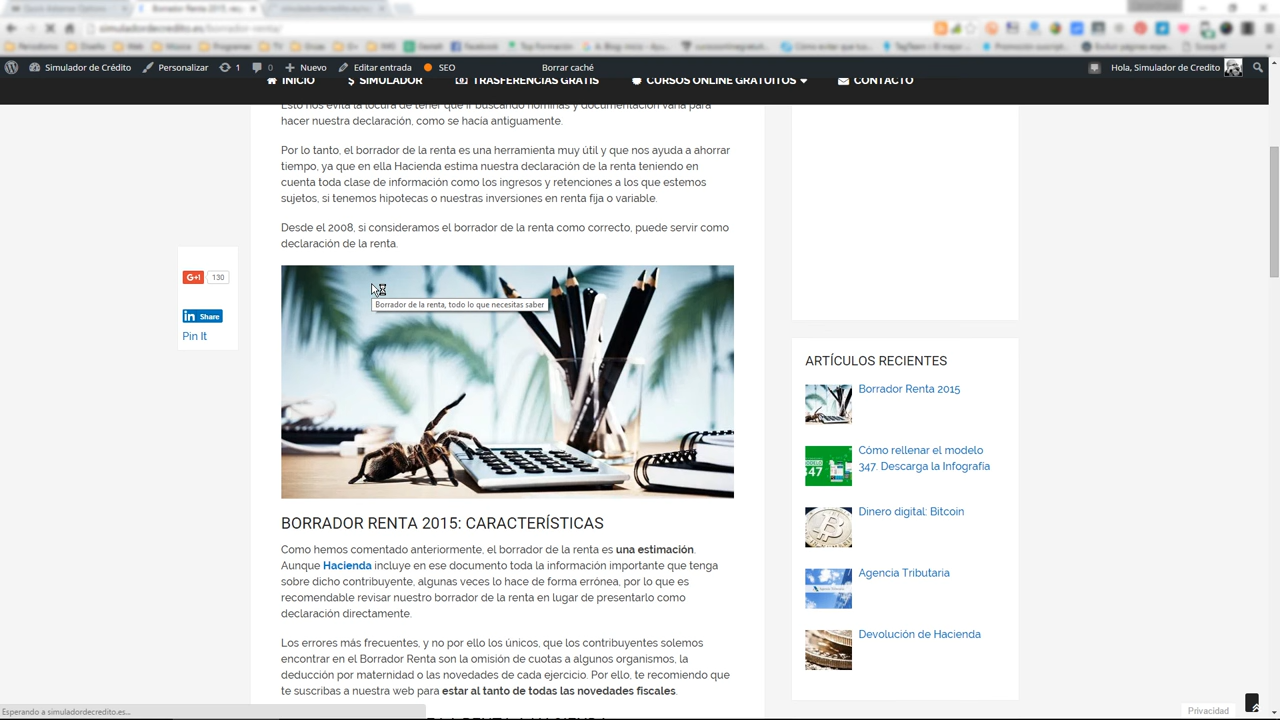 simuladordecredito.es/borrador-renta/
Facebook
Simulador de Crédito
Personalizar
1
0
Nuevo
Editar entrada
SEO
Borrar caché
Hola, Simulador de Credito
INICIO
SIMULADOR
TRASFERENCIAS GRATIS
CURSOS ONLINE GRATUITOS
CONTACTO
Esto nos evita la locura de tener que ir buscando nóminas y documentación varia para
hacer nuestra declaración, como se hacía antiguamente.
Por lo tanto, el borrador de la renta es una herramienta muy útil y que nos ayuda a ahorrar
tiempo, ya que en ella Hacienda estima nuestra declaración de la renta teniendo en
cuenta toda clase de información como los ingresos y retenciones a los que estemos
sujetos, si tenemos hipotecas o nuestras inversiones en renta fija o variable.
Desde el 2008, si consideramos el borrador de la renta como correcto, puede servir como
declaración de la renta.
G+1
130
in Share
Pin It
Borrador de la renta, todo lo que necesitas saber
BORRADOR RENTA 2015: CARACTERÍSTICAS
Como hemos comentado anteriormente, el borrador de la renta es una estimación.
Aunque Hacienda incluye en ese documento toda la información importante que tenga
sobre dicho contribuyente, algunas veces lo hace de forma errónea, por lo que es
recomendable revisar nuestro borrador de la renta en lugar de presentarlo como
declaración directamente.
Los errores más frecuentes, y no por ello los únicos, que los contribuyentes solemos
encontrar en el Borrador Renta son la omisión de cuotas a algunos organismos, la
deducción por maternidad o las novedades de cada ejercicio. Por ello, te recomiendo que
te suscribas a nuestra web para estar al tanto de todas las novedades fiscales.
ARTÍCULOS RECIENTES
Borrador Renta 2015
Cómo rellenar el modelo
347. Descarga la Infografía
347
Dinero digital: Bitcoin
Agencia Tributaria
Devolución de Hacienda
Esperando a simuladordecredito.es...
Privacidad